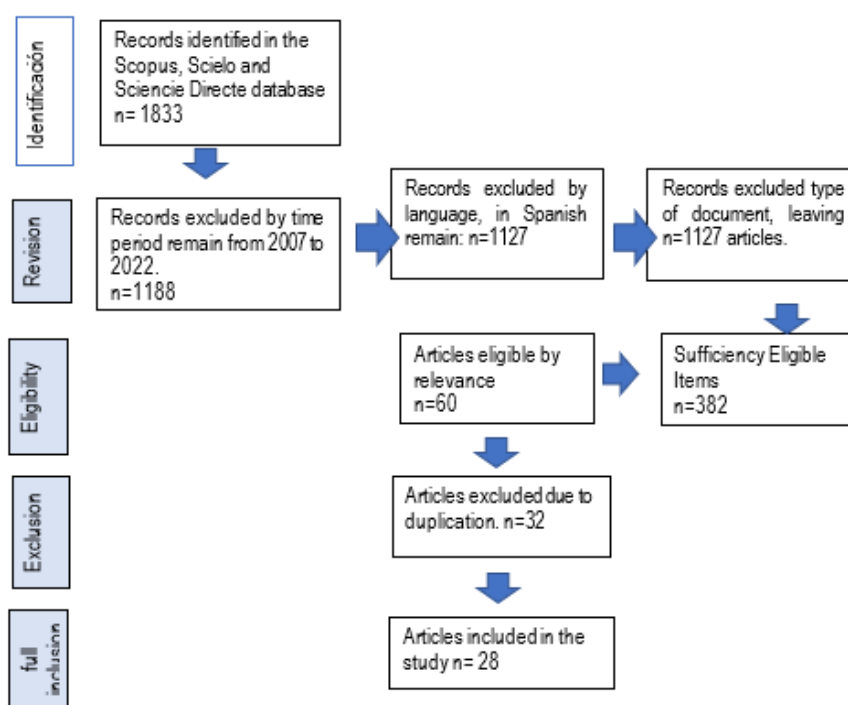 Identificación
Records identified in the
Scopus, Scielo and
Sciencie Directe database
n= 1833
Revision
Records excluded by time
period remain from 2007 to
2022.
n=1188
Records excluded by
language, in Spanish
remain: n=1127
Records excluded type
of document, leaving
n=1127 articles.
Eligibility
Articles eligible by
relevance
n=60
Sufficiency Eligible
Items
n=382
Exclusion
Articles excluded due to
duplication. n=32
full
inclusion
Articles included in the
study n= 28